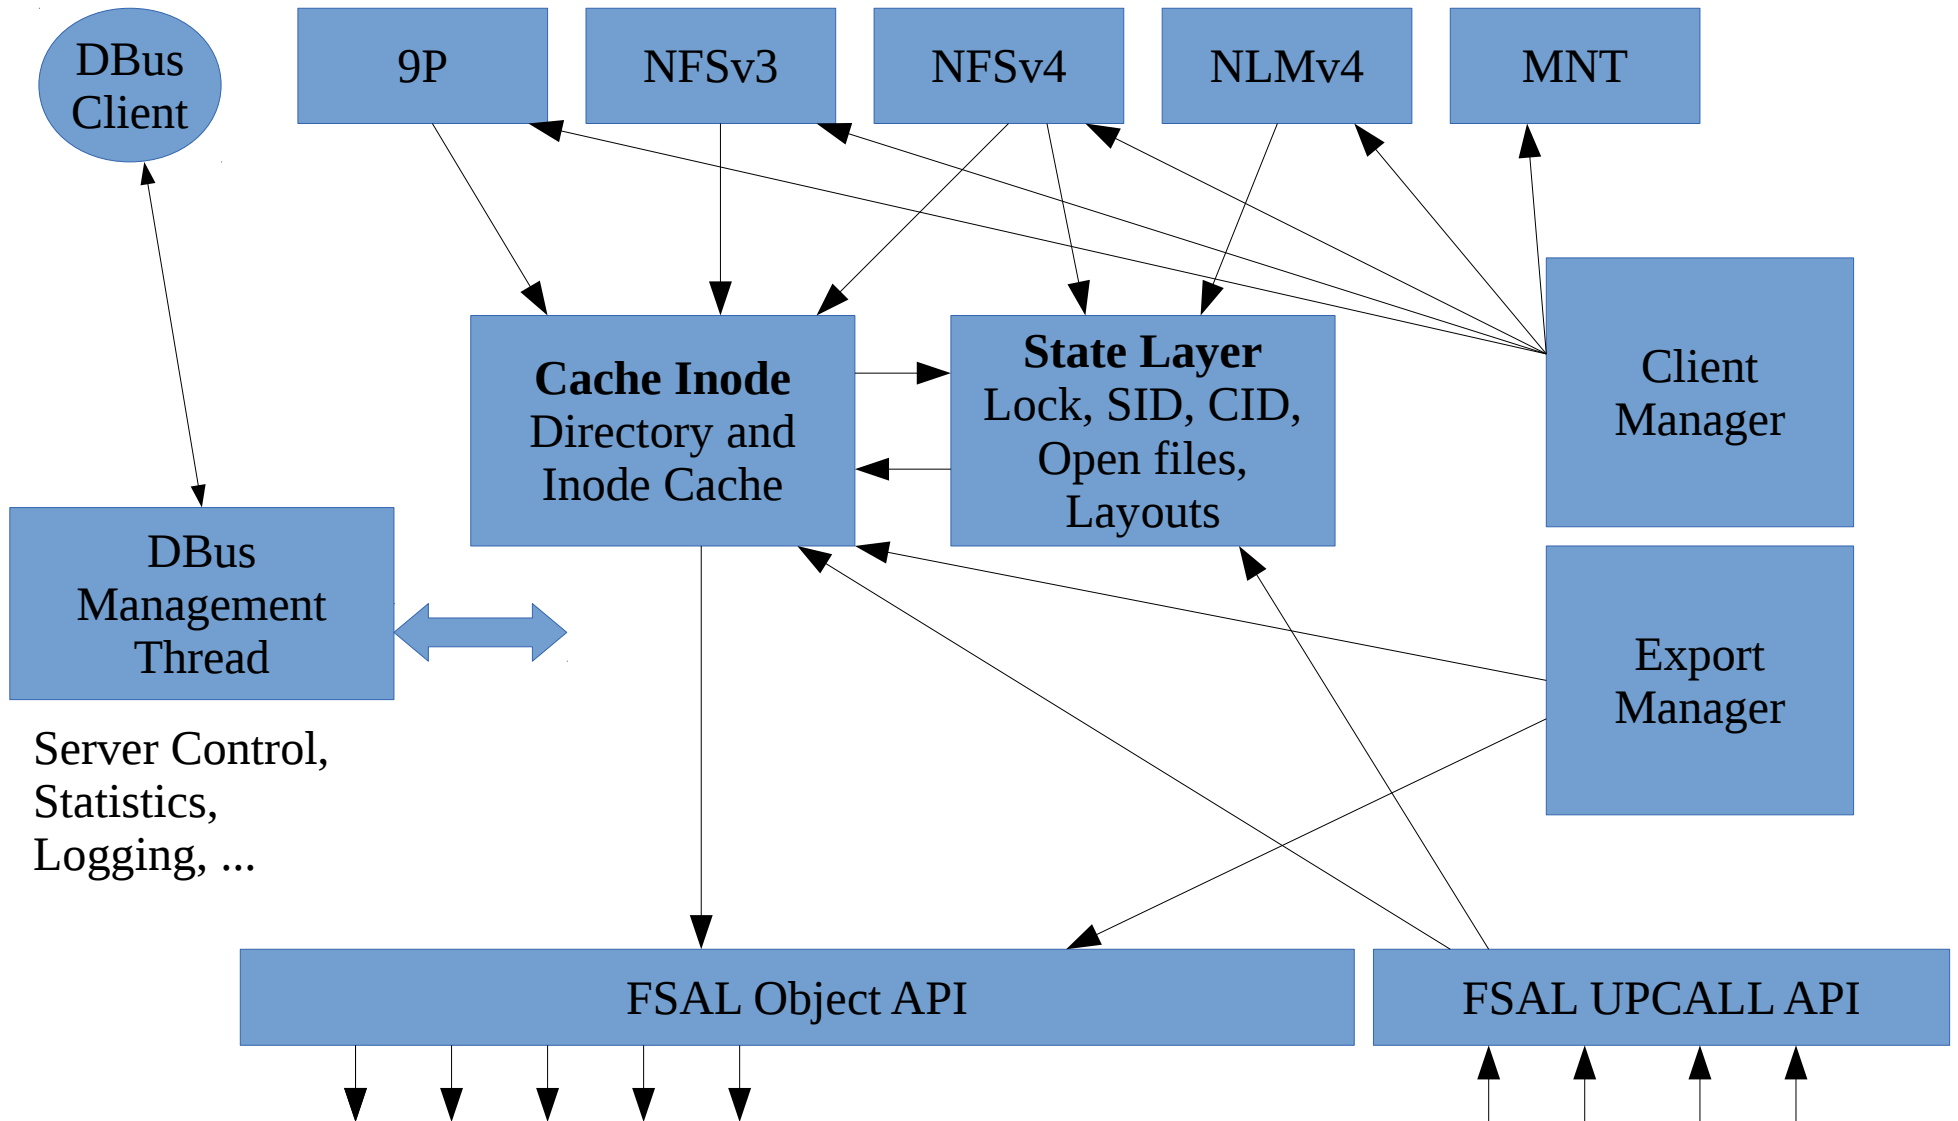 DBus
Client
9P
NFSv3
NFSv4
NLMv4
MNT
Cache Inode
Directory and
Inode Cache
State Layer
Lock, SID, CID,
Open files,
Layouts
Client
Manager
DBus
Management
Thread
Export
Manager
Server Control,
Statistics,
Logging, ...
FSAL Object API
FSAL UPCALL API